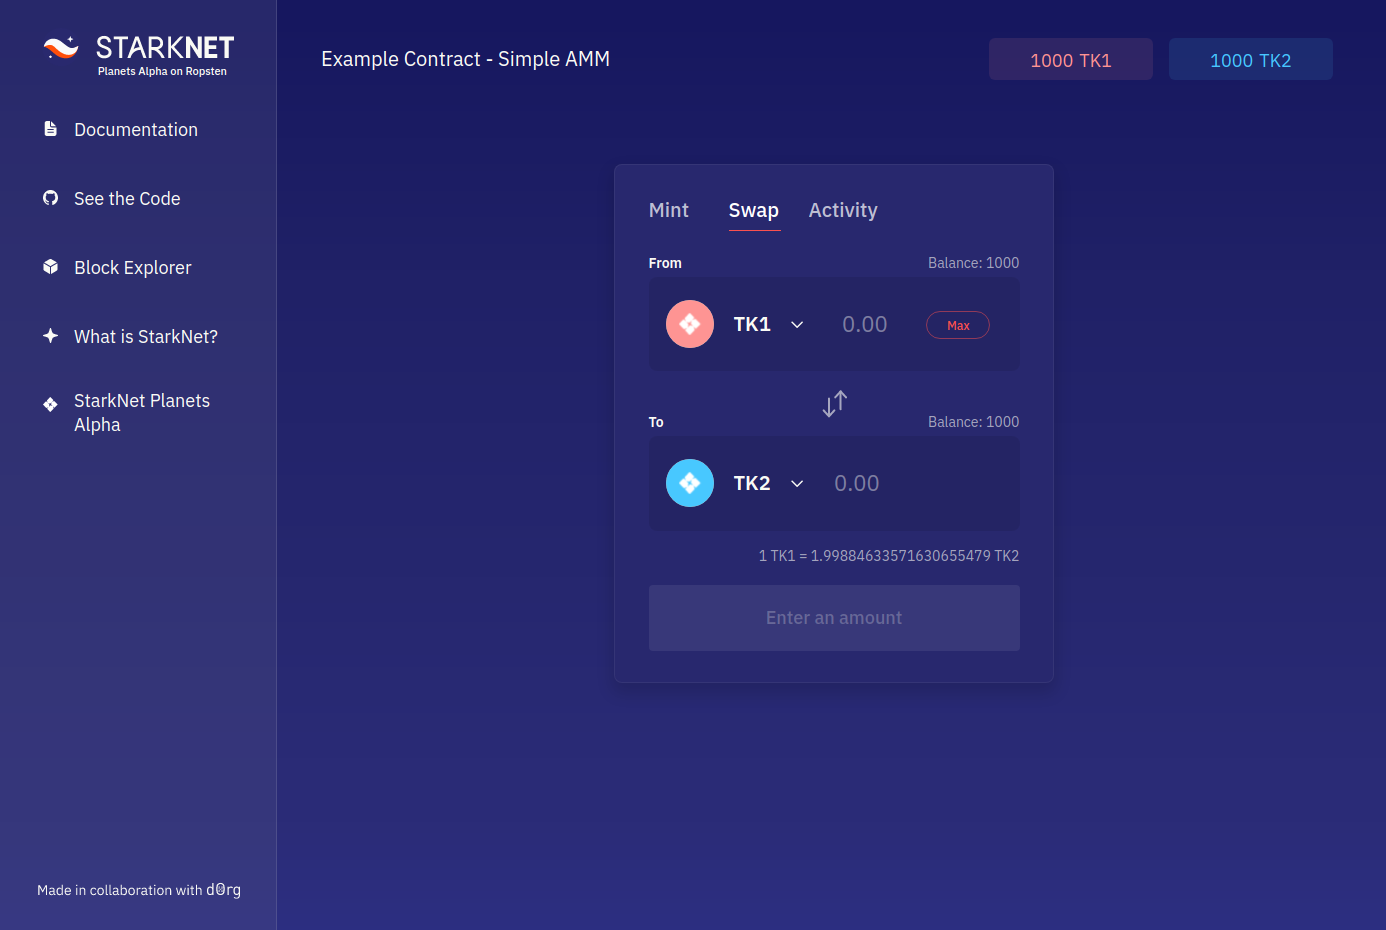 STARKNET
Planets Alpha on Ropsten
Documentation
See the Code
Block Explorer
What is StarkNet?
StarkNet Planets
Alpha
Made in collaboration with d0rg
Example Contract - Simple AMM
1000 TK1
1000 TK2
Mint Swap Activity
From Balance: 1000
TK1 0.00 Max
To Balance: 1000
TK2 0.00
1 TK1 = 1.99884633571630655479 TK2
Enter an amount